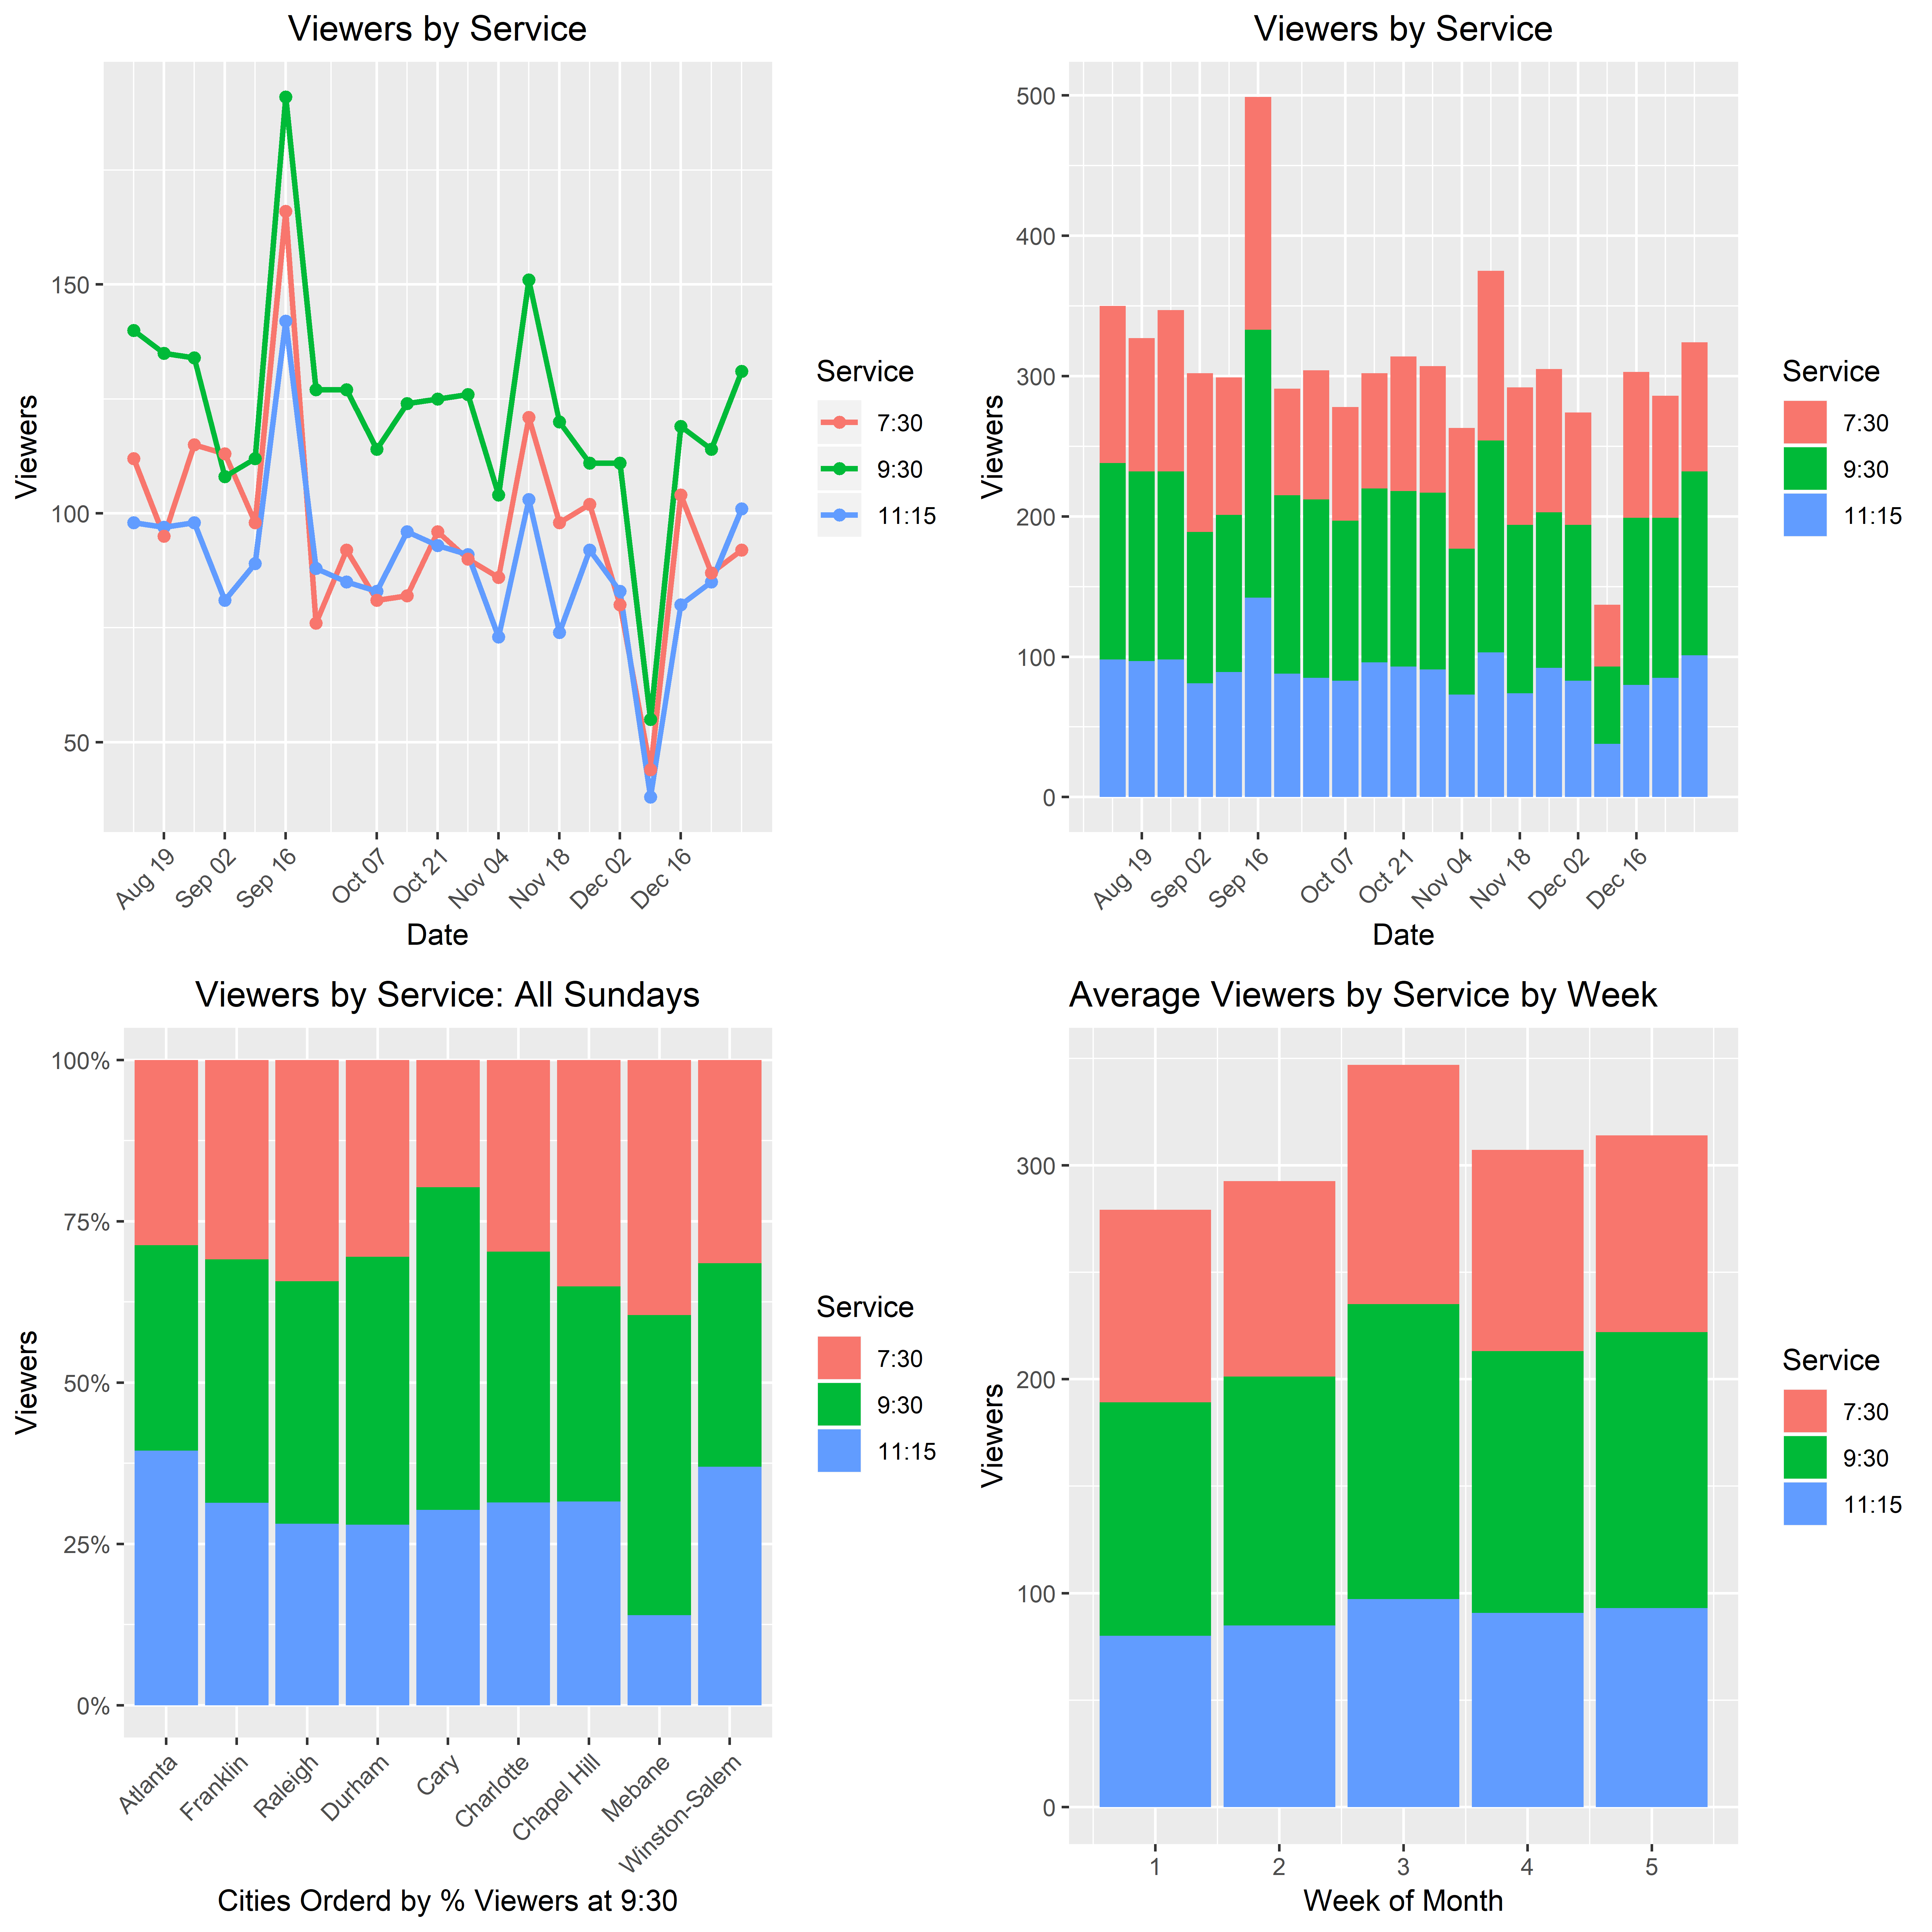 Viewers by Service
Viewers
150
100
50
Aug 19
Sep 02
Sep 16
Oct 07
Oct 21
Nov 04
Nov 18
Dec 02
Dec 16
Date
Service
7:30
9:30
11:15
Viewers by Service
Viewers
500
400
300
200
100
0
Aug 19
Sep 02
Sep 16
Oct 07
Oct 21
Nov 04
Nov 18
Dec 02
Dec 16
Date
Service
7:30
9:30
11:15
Viewers by Service: All Sundays
Viewers
100%
75%
50%
25%
0%
Atlanta
Franklin
Raleigh
Durham
Cary
Charlotte
Chapel Hill
Mebane
Winston-Salem
Cities Orderd by % Viewers at 9:30
Service
7:30
9:30
11:15
Average Viewers by Service by Week
Viewers
300
200
100
0
1
2
3
4
5
Week of Month
Service
7:30
9:30
11:15